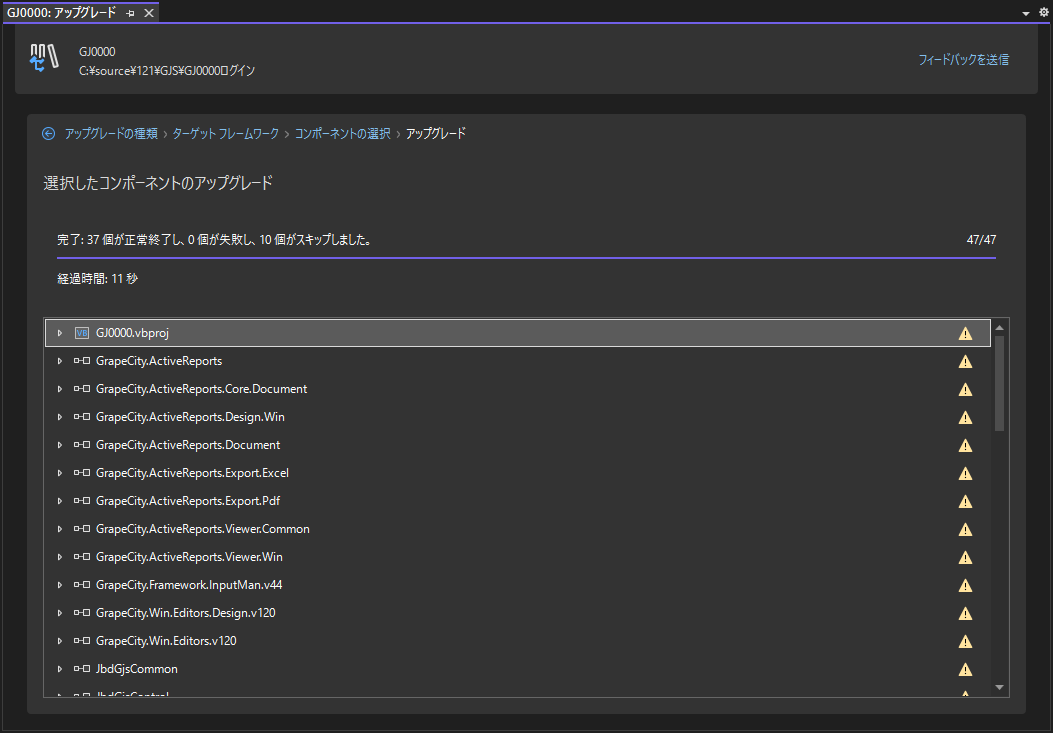 GJ0000: アップグレード
GJ0000
C:¥source¥121¥GJS¥GJ0000ログイン
フィードバックを送信
アップグレードの種類 › ターゲット フレームワーク › コンポーネントの選択 › アップグレード
選択したコンポーネントのアップグレード
完了: 37 個が正常終了し、0 個が失敗し、10 個がスキップしました。 47/47
経過時間: 11 秒
VB GJ0000.vbproj
GrapeCity.ActiveReports
GrapeCity.ActiveReports.Core.Document
GrapeCity.ActiveReports.Design.Win
GrapeCity.ActiveReports.Document
GrapeCity.ActiveReports.Export.Excel
GrapeCity.ActiveReports.Export.Pdf
GrapeCity.ActiveReports.Viewer.Common
GrapeCity.ActiveReports.Viewer.Win
GrapeCity.Framework.InputMan.v44
GrapeCity.Win.Editors.Design.v120
GrapeCity.Win.Editors.v120
JbdGjsCommon
JbdGjsControl